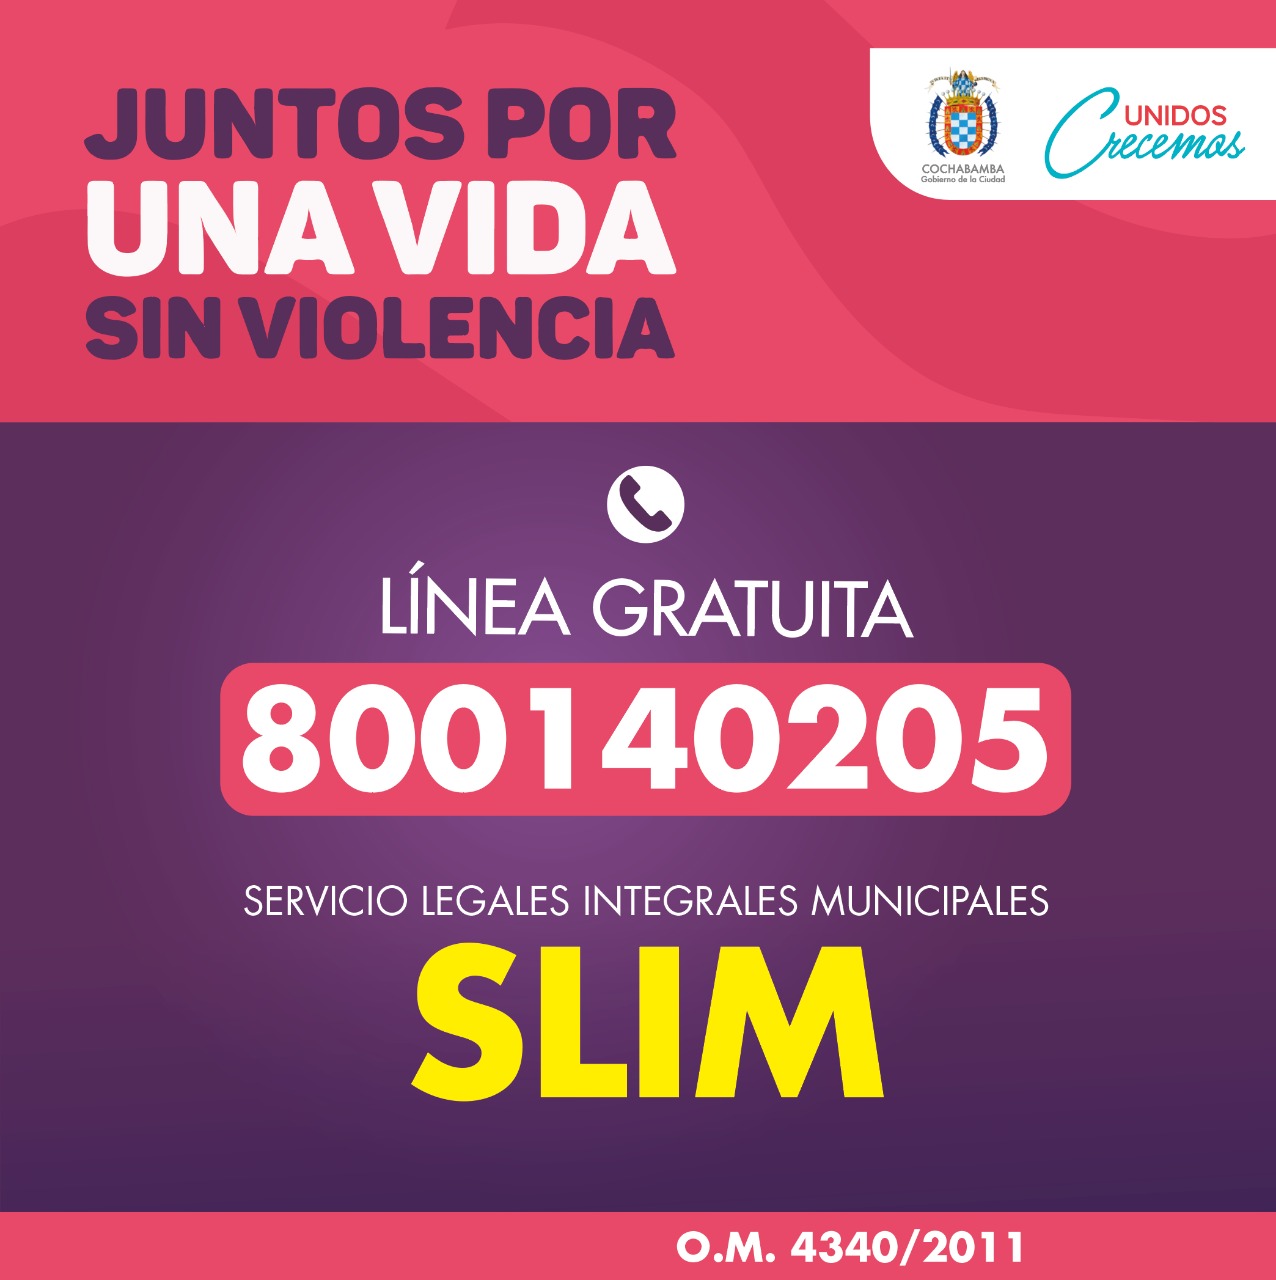 JUNTOS POR
UNA VIDA
SIN VIOLENCIA
COCHABAMBA
Gobierno de la Ciudad
UNIDOS
Crecemos
LÍNEA GRATUITA
800140205
SERVICIO LEGALES INTEGRALES MUNICIPALES
SLIM
O.M. 4340/2011